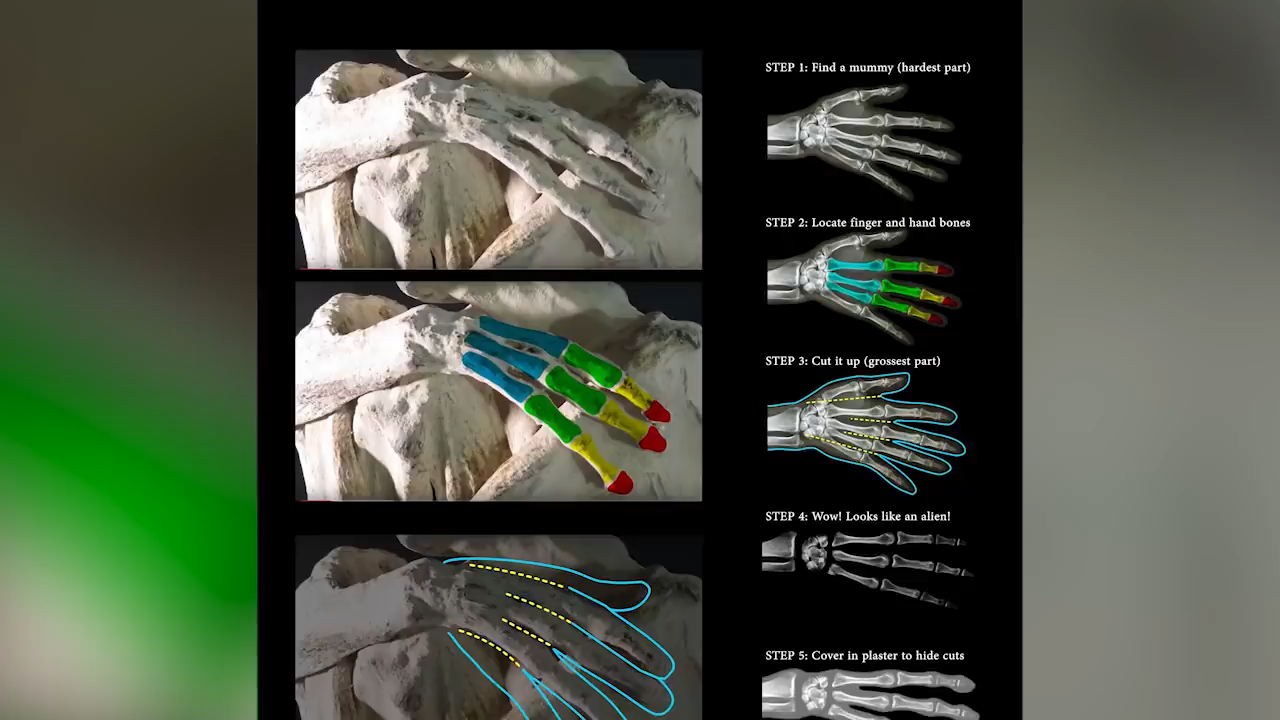 STEP 1: Find a mummy (hardest part)
STEP 2: Locate finger and hand bones
STEP 3: Cut it up (grossest part)
STEP 4: Wow! Looks like an alien!
STEP 5: Cover in plaster to hide cuts